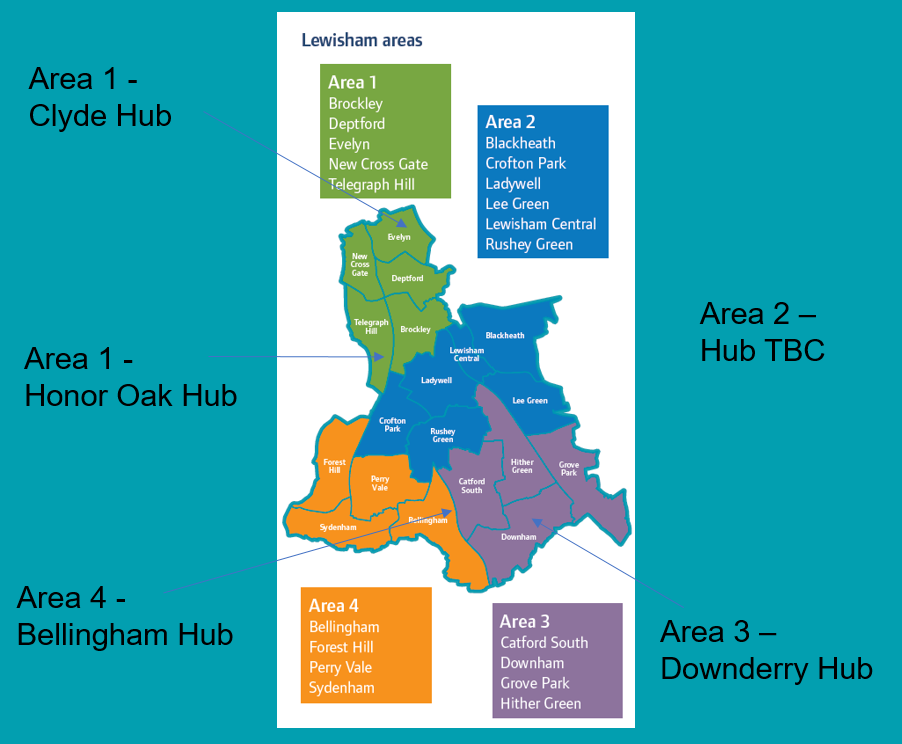 Lewisham areas
Area 1 -
Clyde Hub
Area 1
Brockley
Deptford
Evelyn
New Cross Gate
Telegraph Hill
Area 2
Blackheath
Crofton Park
Ladywell
Lee Green
Lewisham Central
Rushey Green
Evelyn
New
Cross
Gate
Deptford
Telegraph
Hill
Brockley
Blackheath
Lewisham
Central
Ladywell
Lee Green
Crofton
Park
Rushey
Green
Forest
Hill
Perry
Vale
Catford
South
Hither
Green
Grove
Park
Sydenham
Bellingham
Downham
Area 1 -
Honor Oak Hub
Area 2 –
Hub TBC
Area 4 -
Bellingham Hub
Area 4
Bellingham
Forest Hill
Perry Vale
Sydenham
Area 3
Catford South
Downham
Grove Park
Hither Green
Area 3 –
Downderry Hub